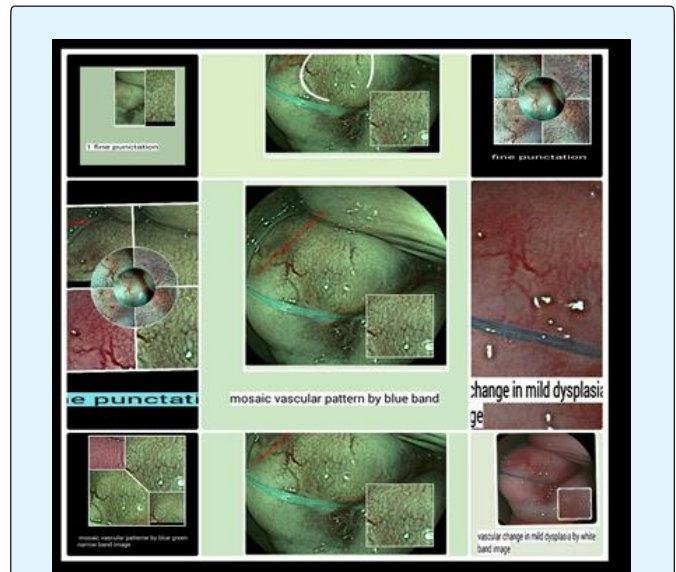 1 fine punctation
fine punctation
e punctati
mosaic vascular pattern by blue band
change in mild dysplasia
ge
mosaic vascular patterne by blue green
narrow band image
vascular change in mild dysplasia by white
band image